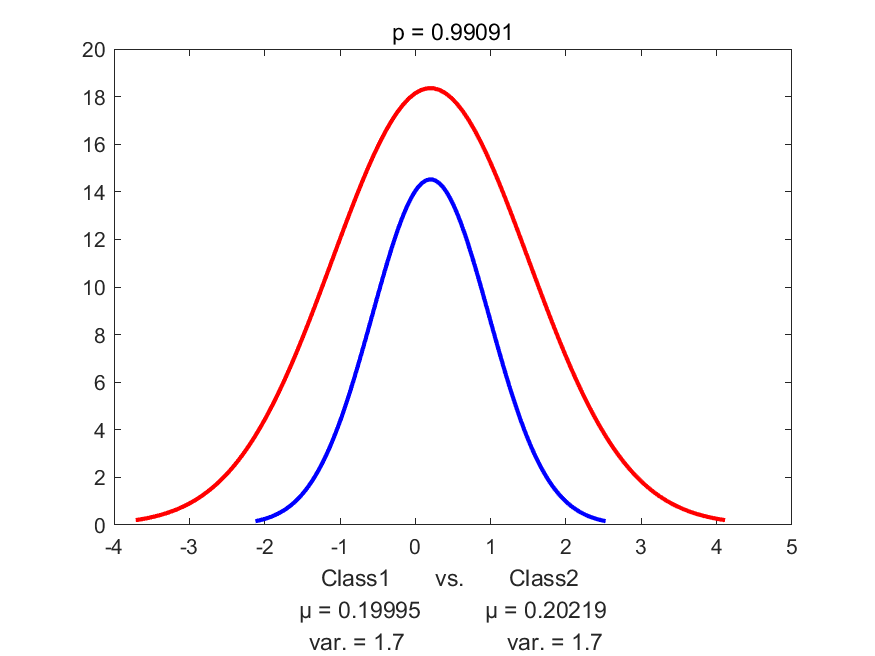 p = 0.99091
20
18
16
14
12
10
8
6
4
2
0
-4 -3 -2 -1 0 1 2 3 4 5
Class1 vs. Class2
μ = 0.19995 μ = 0.20219
var. = 1.7 var. = 1.7